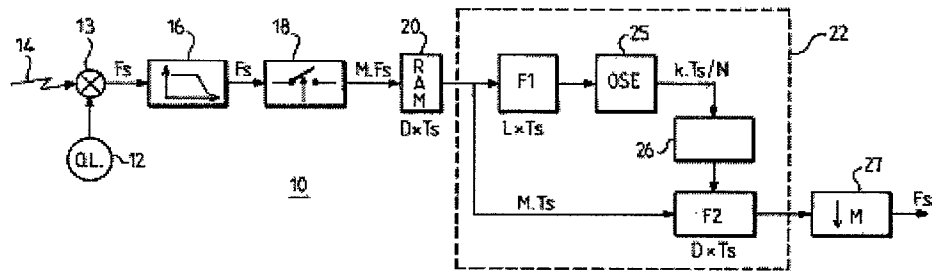 14
13
16
18
20
25
22
Fs
Fs
M.Fs
RAM
D×Ts
F1
L×Ts
OSE
k.Ts/N
O.L.
12
10
26
M.Ts
F2
D×Ts
27
↓ M
Fs